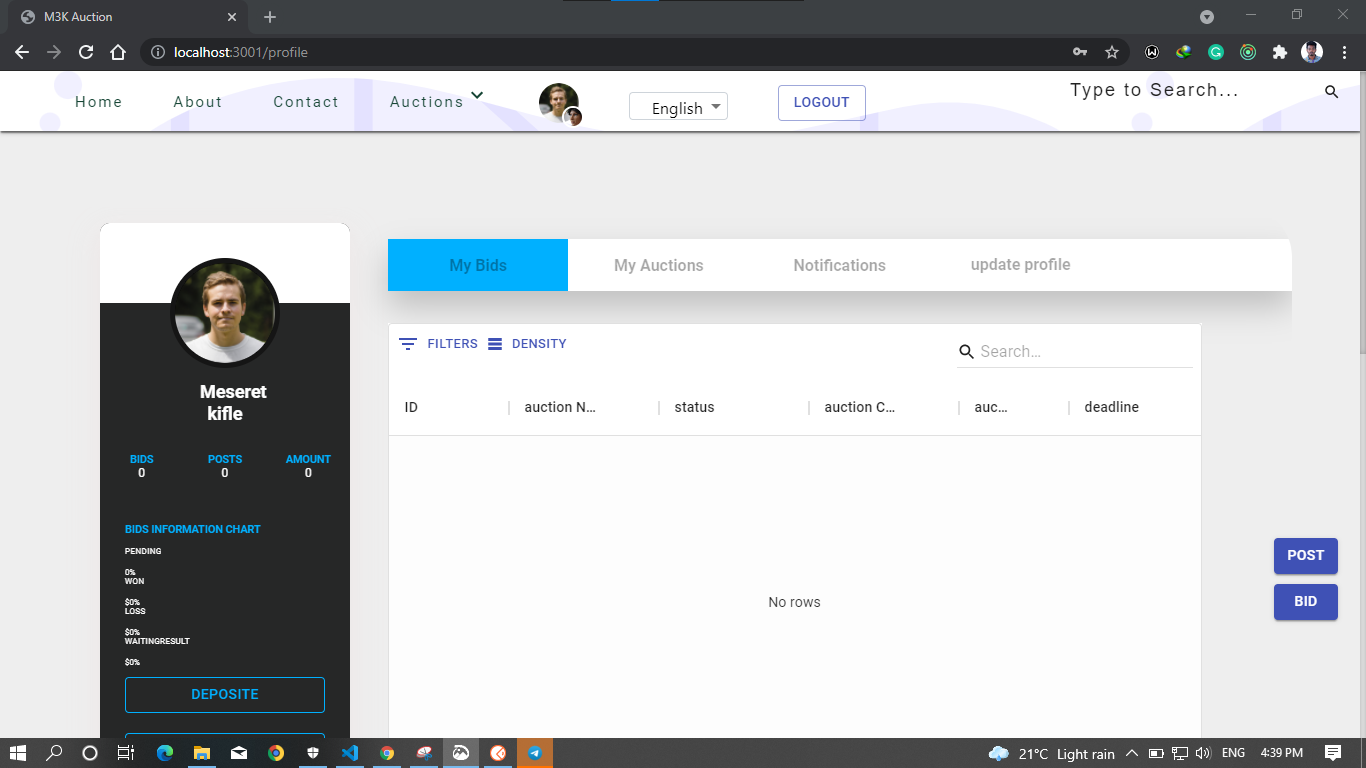 M3K Auction
localhost:3001/profile
Home
About
Contact
Auctions
English
LOGOUT
Type to Search...
My Bids
My Auctions
Notifications
update profile
Meseret
kifle
BIDS
0
POSTS
0
AMOUNT
0
BIDS INFORMATION CHART
PENDING
0%
WON
$0%
LOSS
$0%
WAITINGRESULT
$0%
DEPOSITE
FILTERS
DENSITY
Search...
ID
auction N...
status
auction C...
auc...
deadline
No rows
POST
BID
21°C Light rain
ENG
4:39 PM